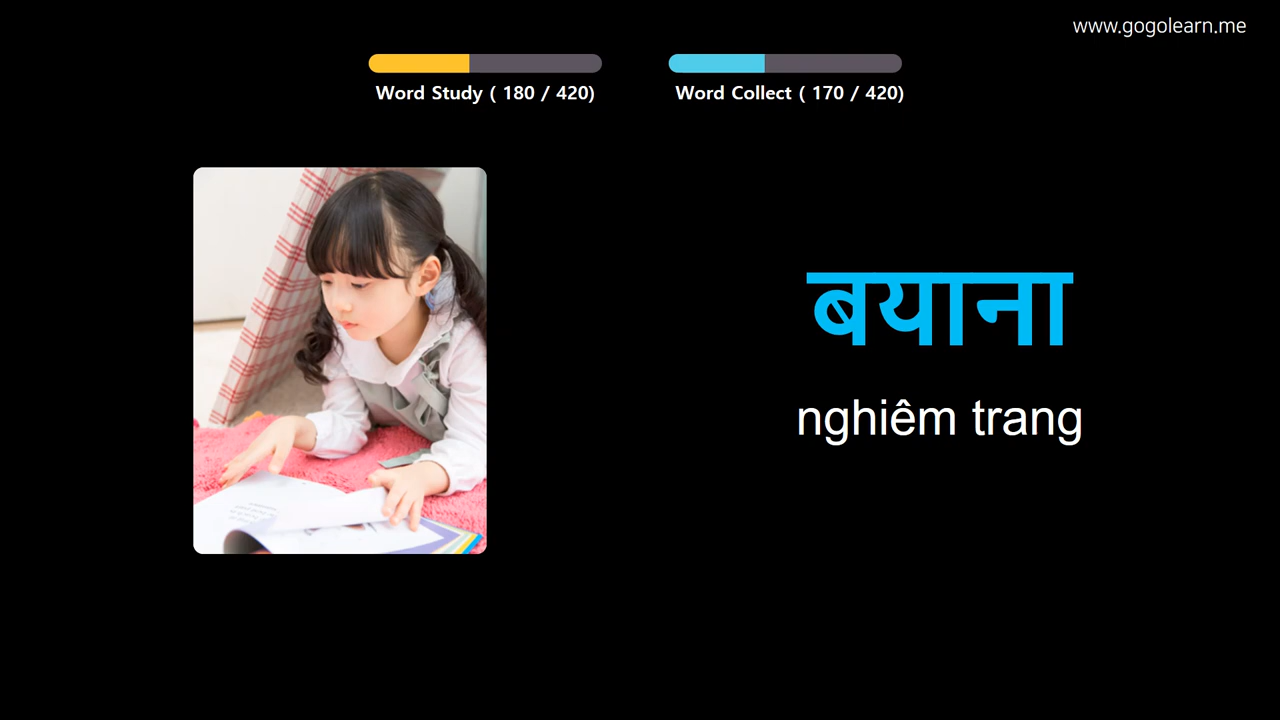 www.gogolearn.me
Word Study ( 180 / 420)
Word Collect ( 170 / 420)
बयाना
nghiêm trang